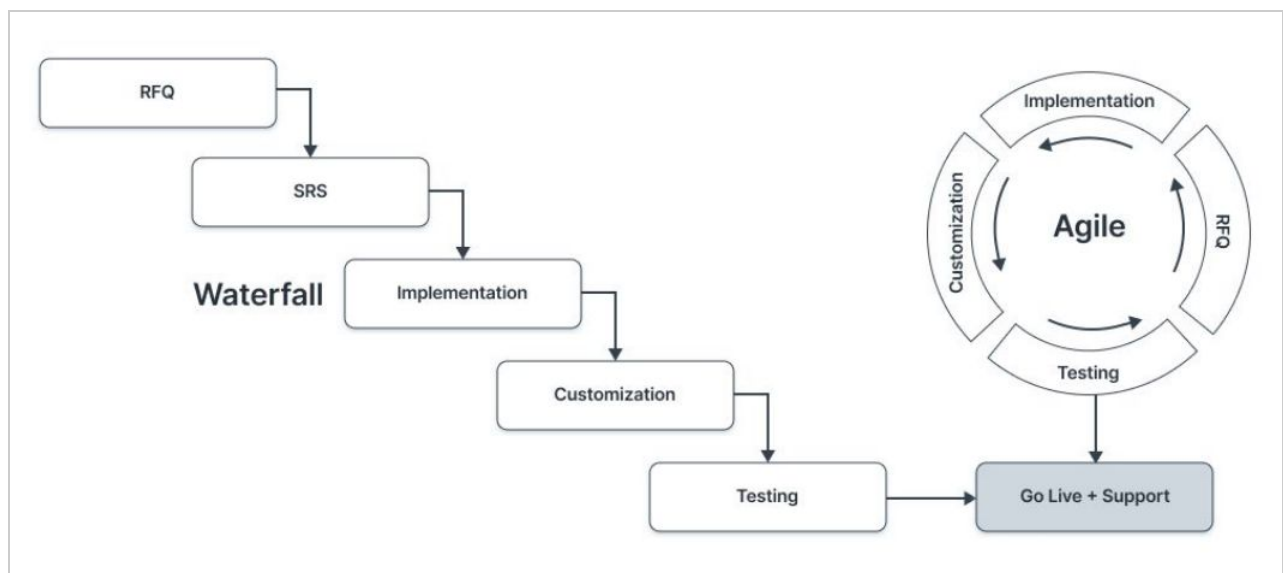 RFQ
SRS
Waterfall
Implementation
Customization
Testing
Implementation
Customization
Agile
RFQ
Testing
Go Live + Support